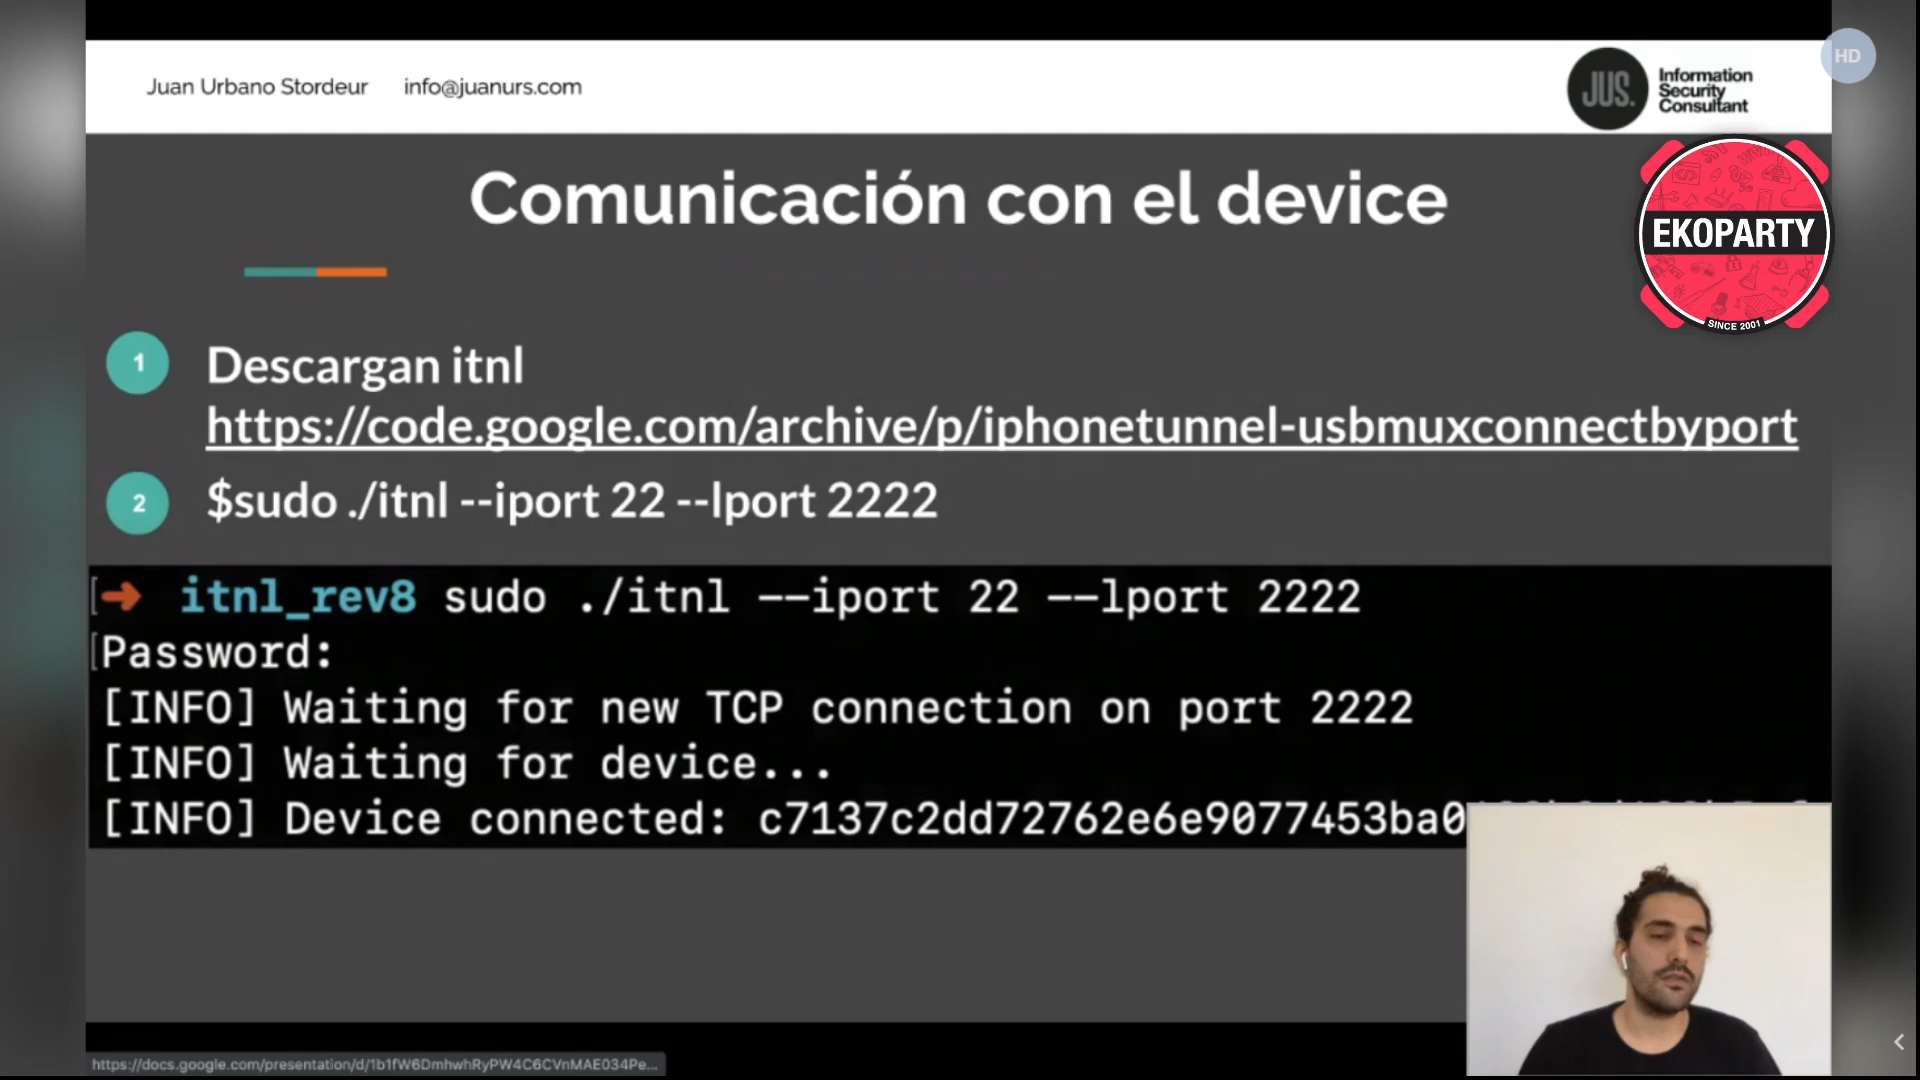 Juan Urbano Stordeur info@juanurs.com
JUS. Information
Security
Consultant
HD
Comunicación con el device
EKOPARTY
SINCE 2001
1 Descargan itnl
https://code.google.com/archive/p/iphonetunnel-usbmuxconnectbyport
2 $sudo ./itnl --iport 22 --lport 2222
[➜ itnl_rev8 sudo ./itnl --iport 22 --lport 2222
[Password:
[INFO] Waiting for new TCP connection on port 2222
[INFO] Waiting for device...
[INFO] Device connected: c7137c2dd72762e6e9077453ba0
https://docs.google.com/presentation/d/1b1fW6DmhwhRyPW4C6CVnMAE034Pe...